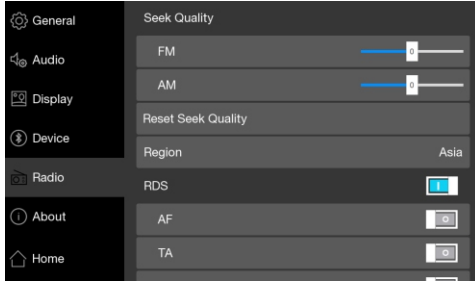 General
Audio
Display
Device
Radio
About
Home
Seek Quality
FM 0
AM 0
Reset Seek Quality
Region Asia
RDS
AF
TA